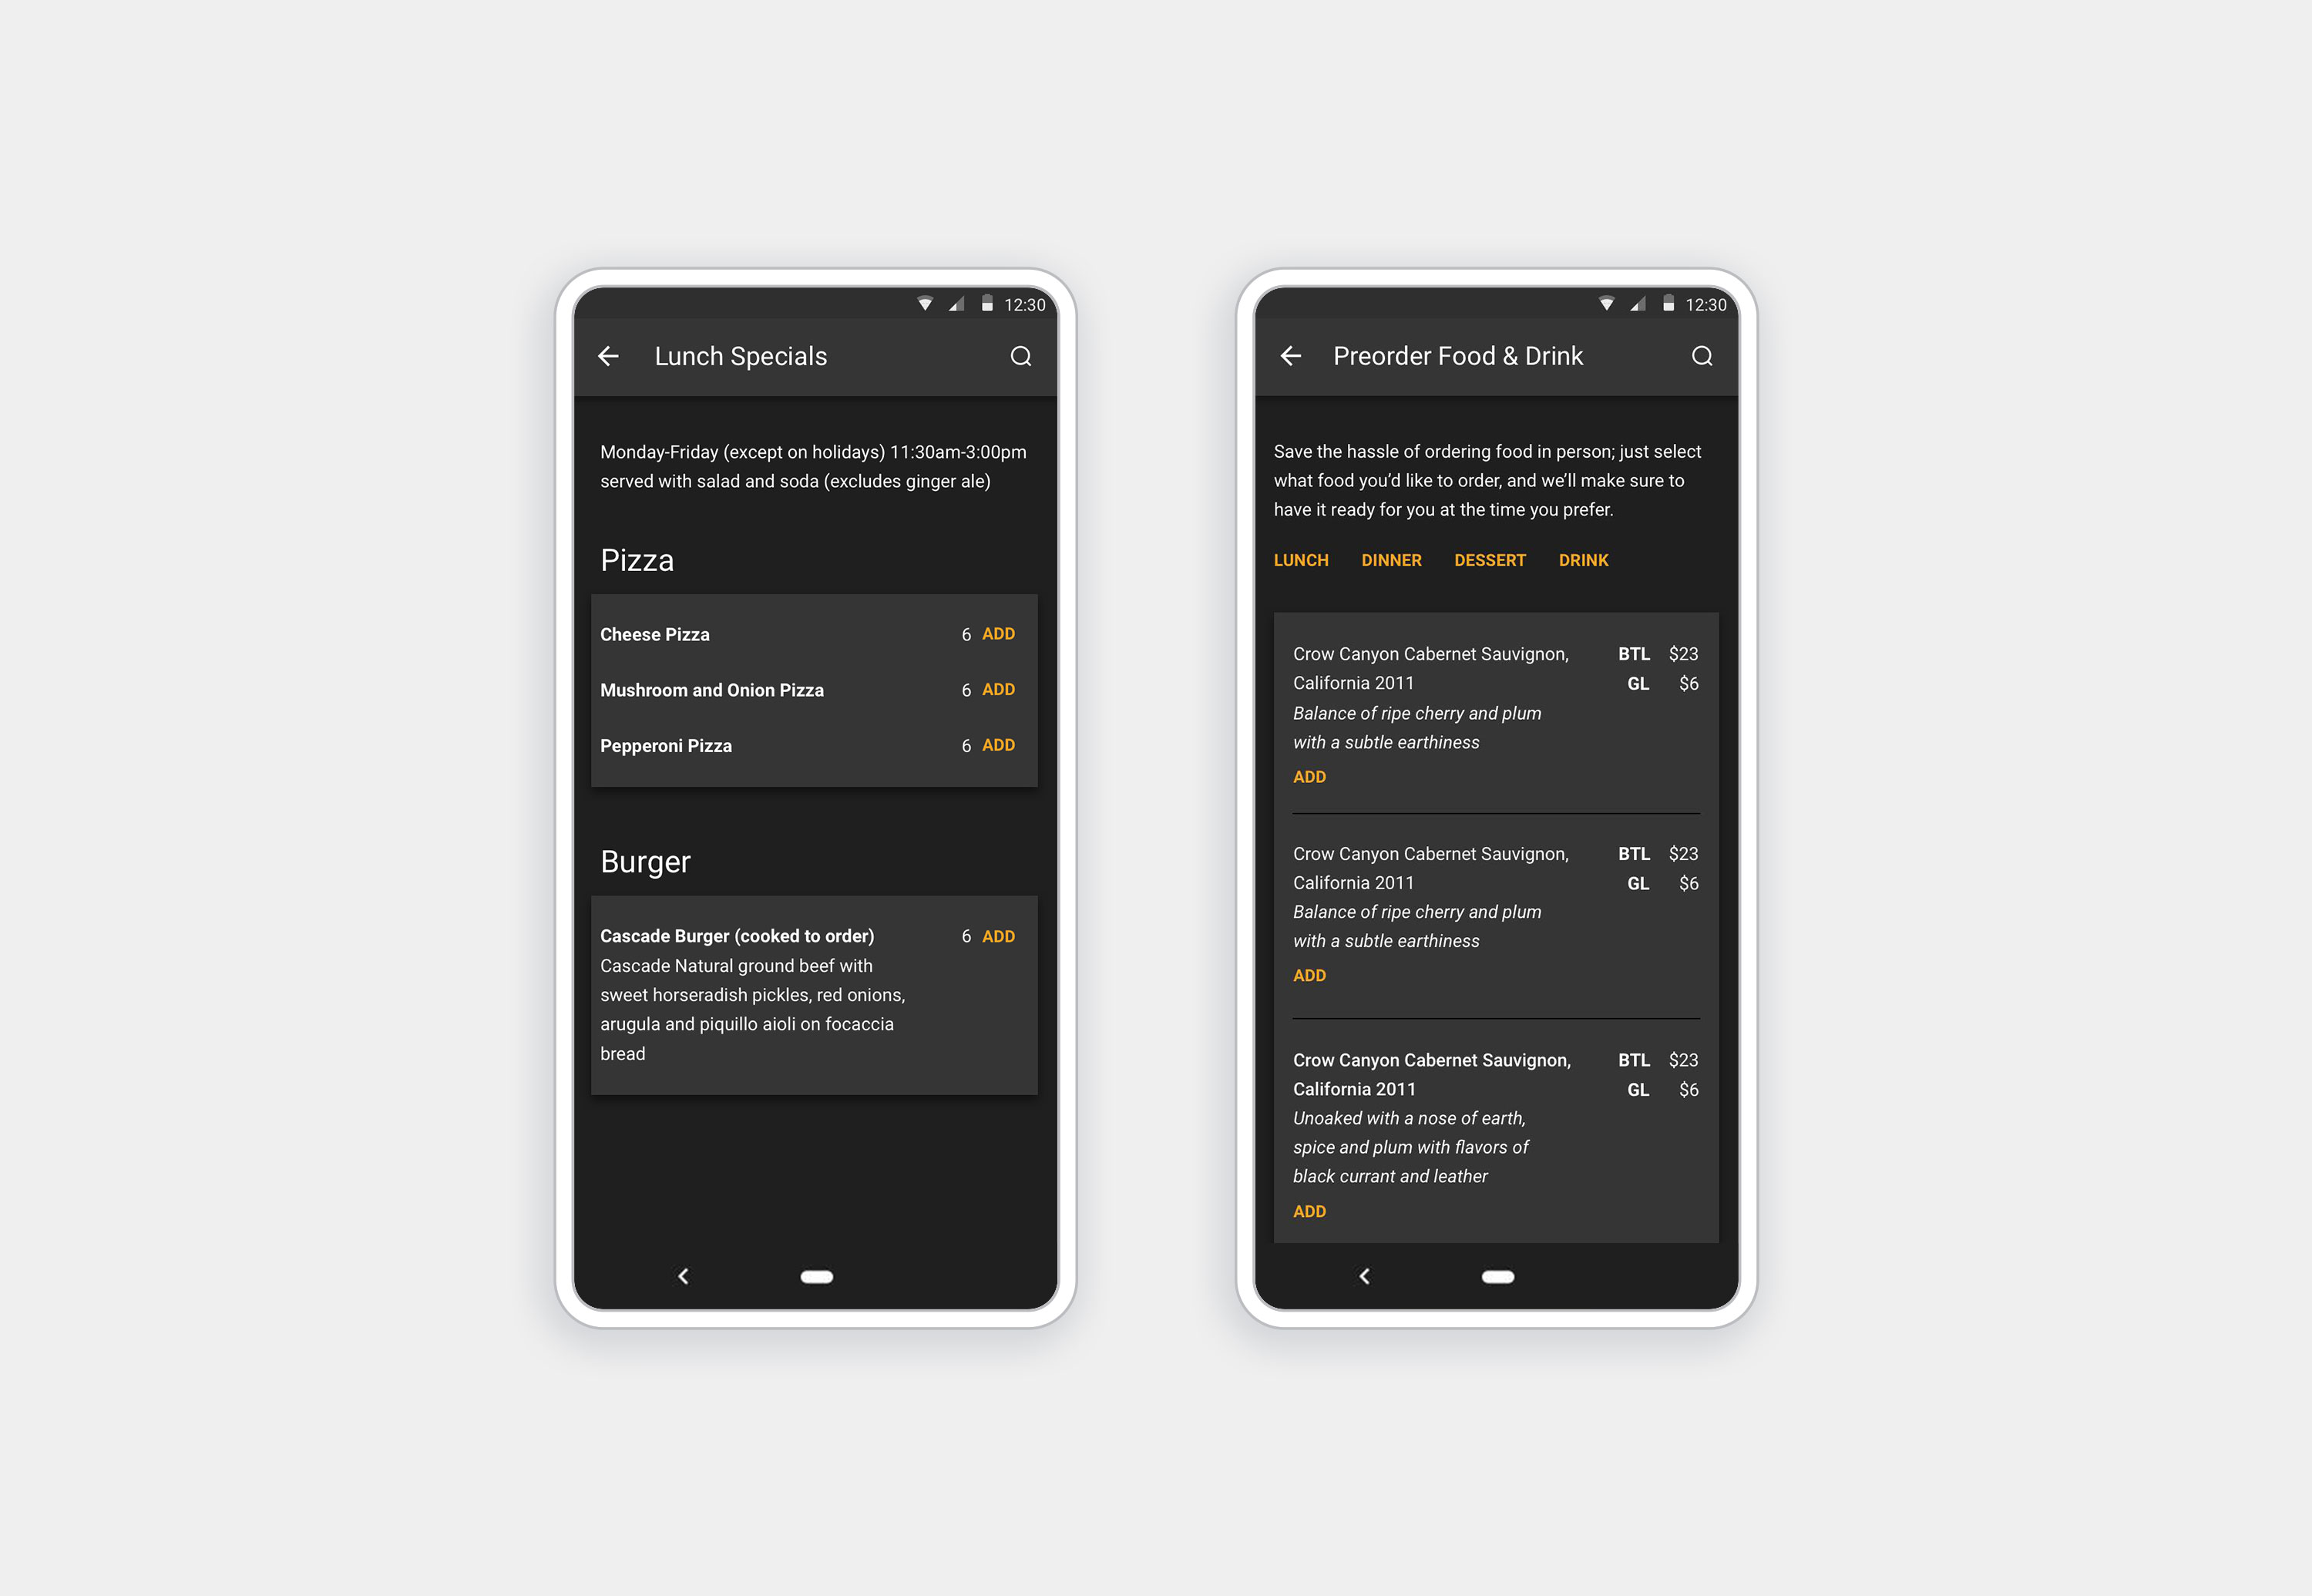 12:30
Lunch Specials
Monday-Friday (except on holidays) 11:30am-3:00pm
served with salad and soda (excludes ginger ale)
Pizza
Cheese Pizza 6 ADD
Mushroom and Onion Pizza 6 ADD
Pepperoni Pizza 6 ADD
Burger
Cascade Burger (cooked to order) 6 ADD
Cascade Natural ground beef with
sweet horseradish pickles, red onions,
arugula and piquillo aioli on focaccia
bread
12:30
Preorder Food & Drink
Save the hassle of ordering food in person; just select
what food you’d like to order, and we’ll make sure to
have it ready for you at the time you prefer.
LUNCH DINNER DESSERT DRINK
Crow Canyon Cabernet Sauvignon, BTL $23
California 2011 GL $6
Balance of ripe cherry and plum
with a subtle earthiness
ADD
Crow Canyon Cabernet Sauvignon, BTL $23
California 2011 GL $6
Balance of ripe cherry and plum
with a subtle earthiness
ADD
Crow Canyon Cabernet Sauvignon, BTL $23
California 2011 GL $6
Unoaked with a nose of earth,
spice and plum with flavors of
black currant and leather
ADD